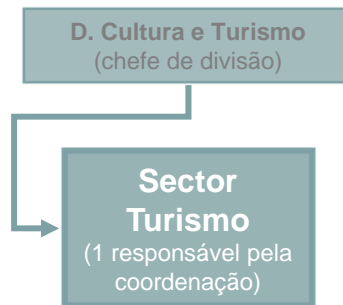 D. Cultura e Turismo
(chefe de divisão)
Sector
Turismo
(1 responsável pela
coordenação)